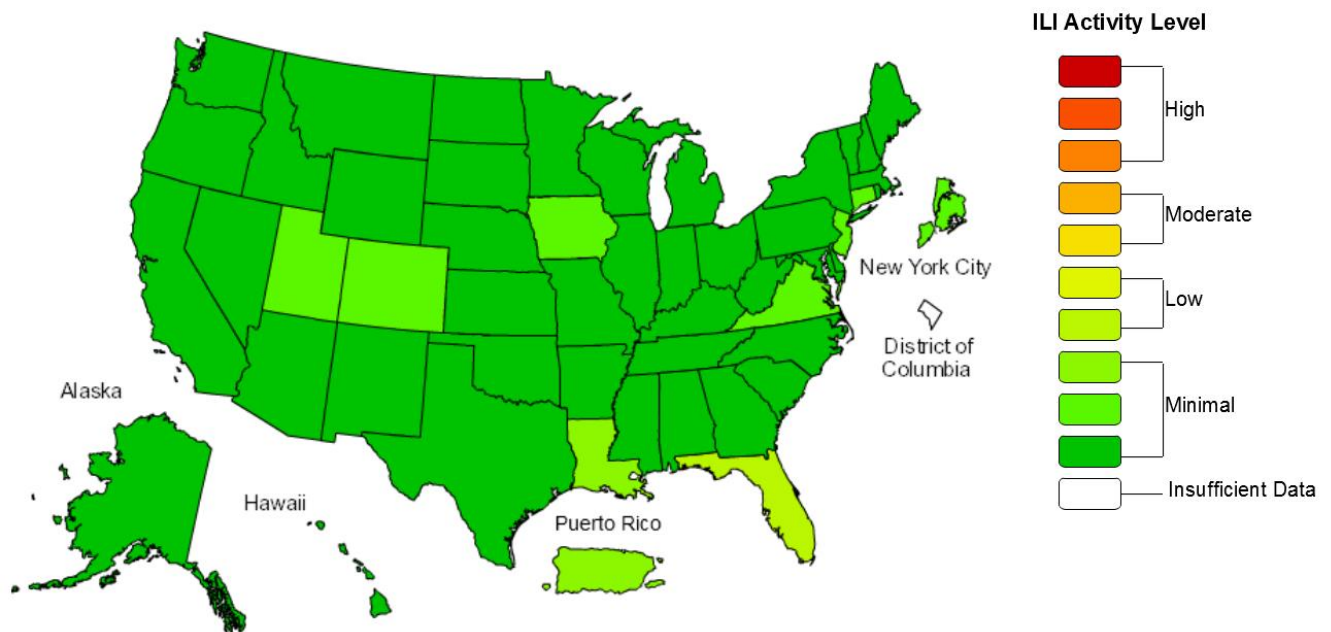 ILI Activity Level
High
Moderate
Low
Minimal
Insufficient Data
New York City
District of
Columbia
Alaska
Hawaii
Puerto Rico